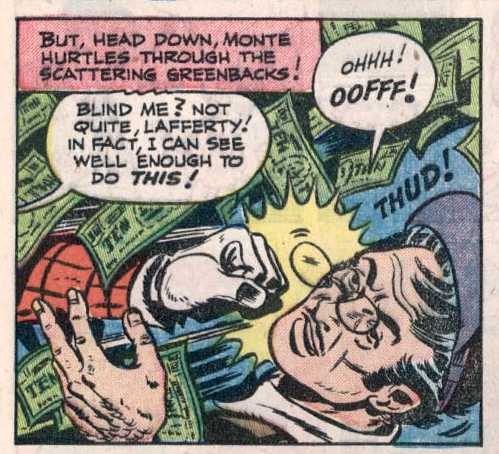 BUT, HEAD DOWN, MONTE
HURTLES THROUGH THE
SCATTERING GREENBACKS!
BLIND ME? NOT
QUITE, LAFFERTY!
IN FACT, I CAN SEE
WELL ENOUGH TO
DO THIS!
OHHH!
OOFFF!
THUD!
TEN
TEN